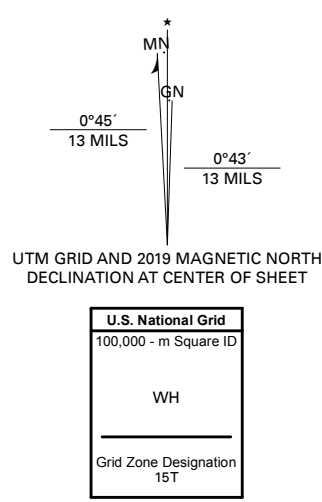 MN
GN
0°45´
13 MILS
0°43´
13 MILS
UTM GRID AND 2019 MAGNETIC NORTH
DECLINATION AT CENTER OF SHEET
U.S. National Grid
100,000 - m Square ID
WH
Grid Zone Designation
15T